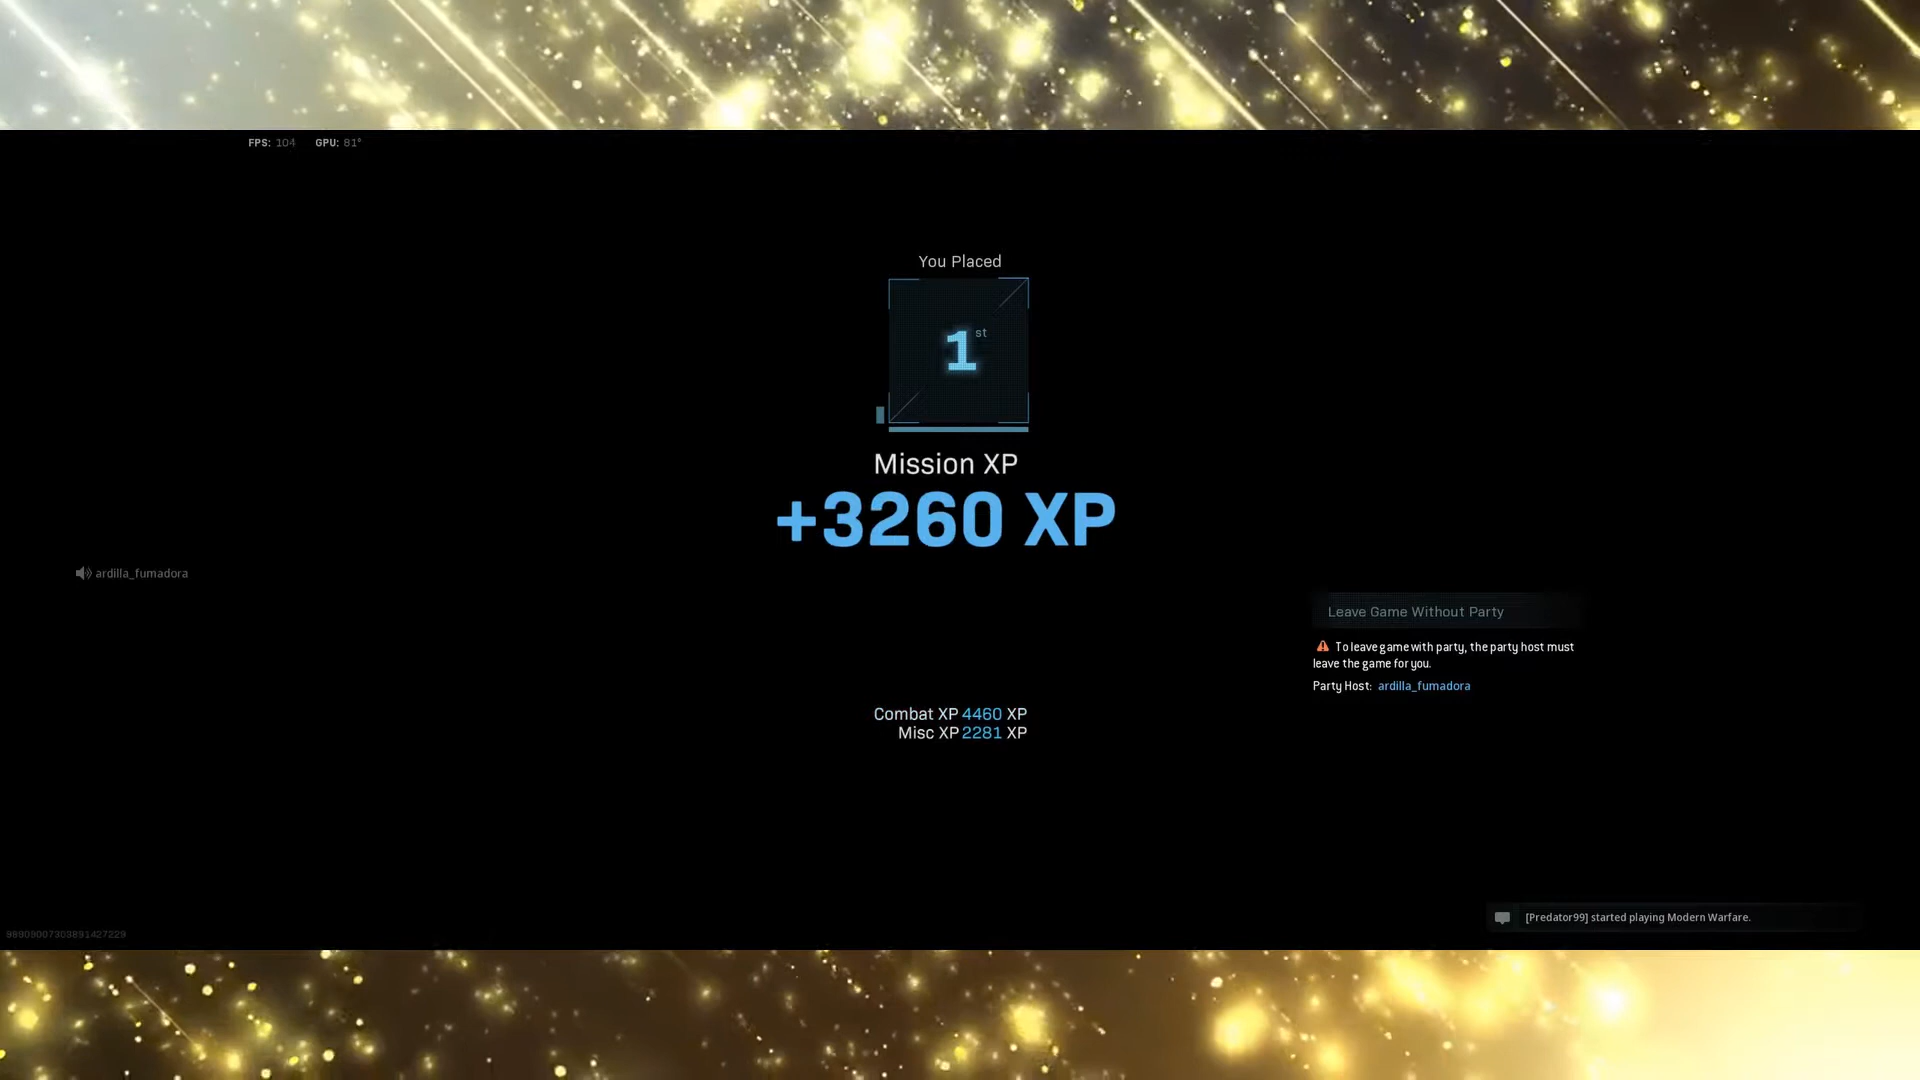 FPS: 104 GPU: 81°
You Placed
1st
Mission XP
+3260 XP
ardilla_fumadora
Leave Game Without Party
To leave game with party, the party host must
leave the game for you.
Party Host: ardilla_fumadora
Combat XP 4460 XP
Misc XP 2281 XP
[Predator99] started playing Modern Warfare.